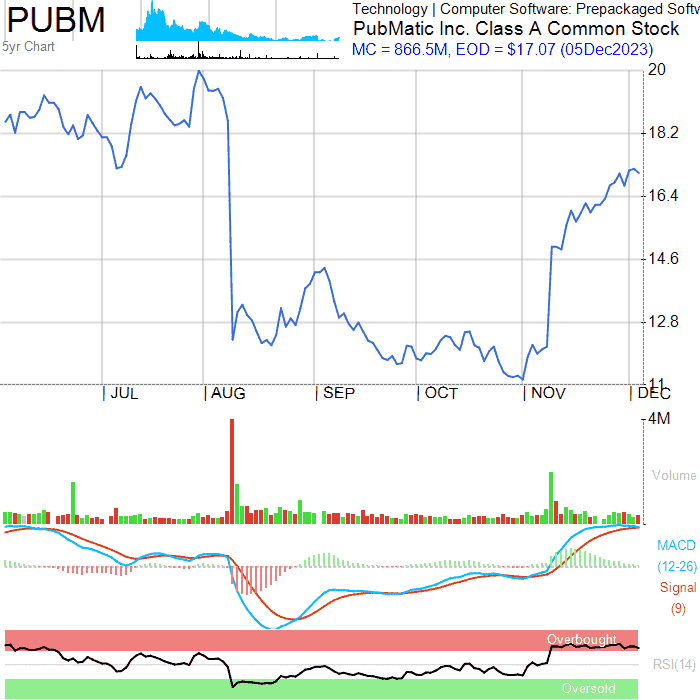 PUBM
5yr Chart
Technology | Computer Software: Prepackaged Softw
PubMatic Inc. Class A Common Stock
MC = 866.5M, EOD = $17.07 (05Dec2023)
20
18.2
16.4
14.6
12.8
11
| JUL | AUG | SEP | OCT | NOV | DEC
4M
Volume
MACD
(12-26)
Signal
(9)
Overbought
RSI(14)
Oversold